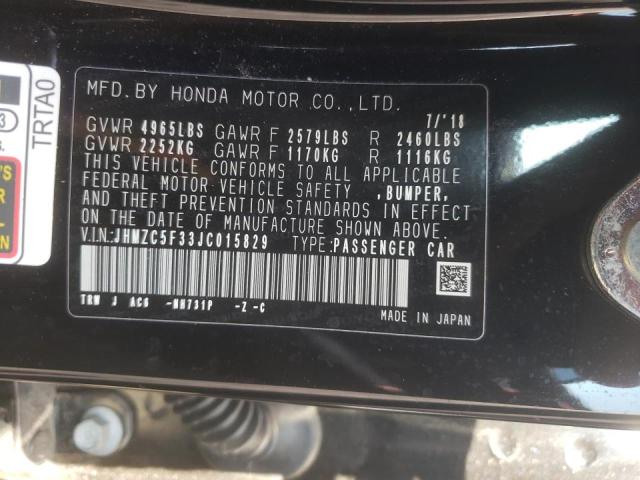 MFD.BY HONDA MOTOR CO.,LTD.
7/'18
GVWR 4965LBS GAWR F 2579LBS R 2460LBS
GVWR 2252KG GAWR F 1170KG R 1116KG
THIS VEHICLE CONFORMS TO ALL APPLICABLE
FEDERAL MOTOR VEHICLE SAFETY ,BUMPER,
AND THEFT PREVENTION STANDARDS IN EFFECT
ON THE DATE OF MANUFACTURE SHOWN ABOVE.
V.I.N:JHMZC5F33JC015829 TYPE:PASSENGER CAR
TRW J AC6 -NH731P -Z -C
MADE IN JAPAN
TRTA0